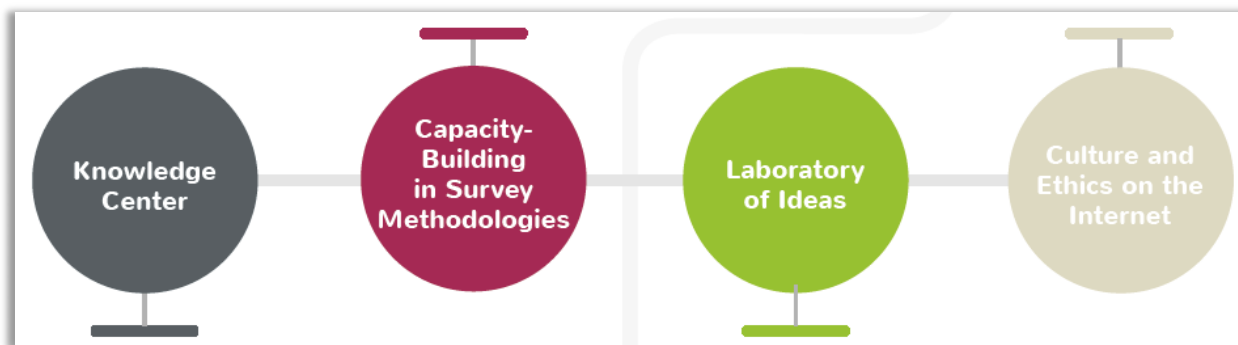 Knowledge
Center
Capacity-
Building
in Survey
Methodologies
Laboratory
of Ideas
Culture and
Ethics on the
Internet